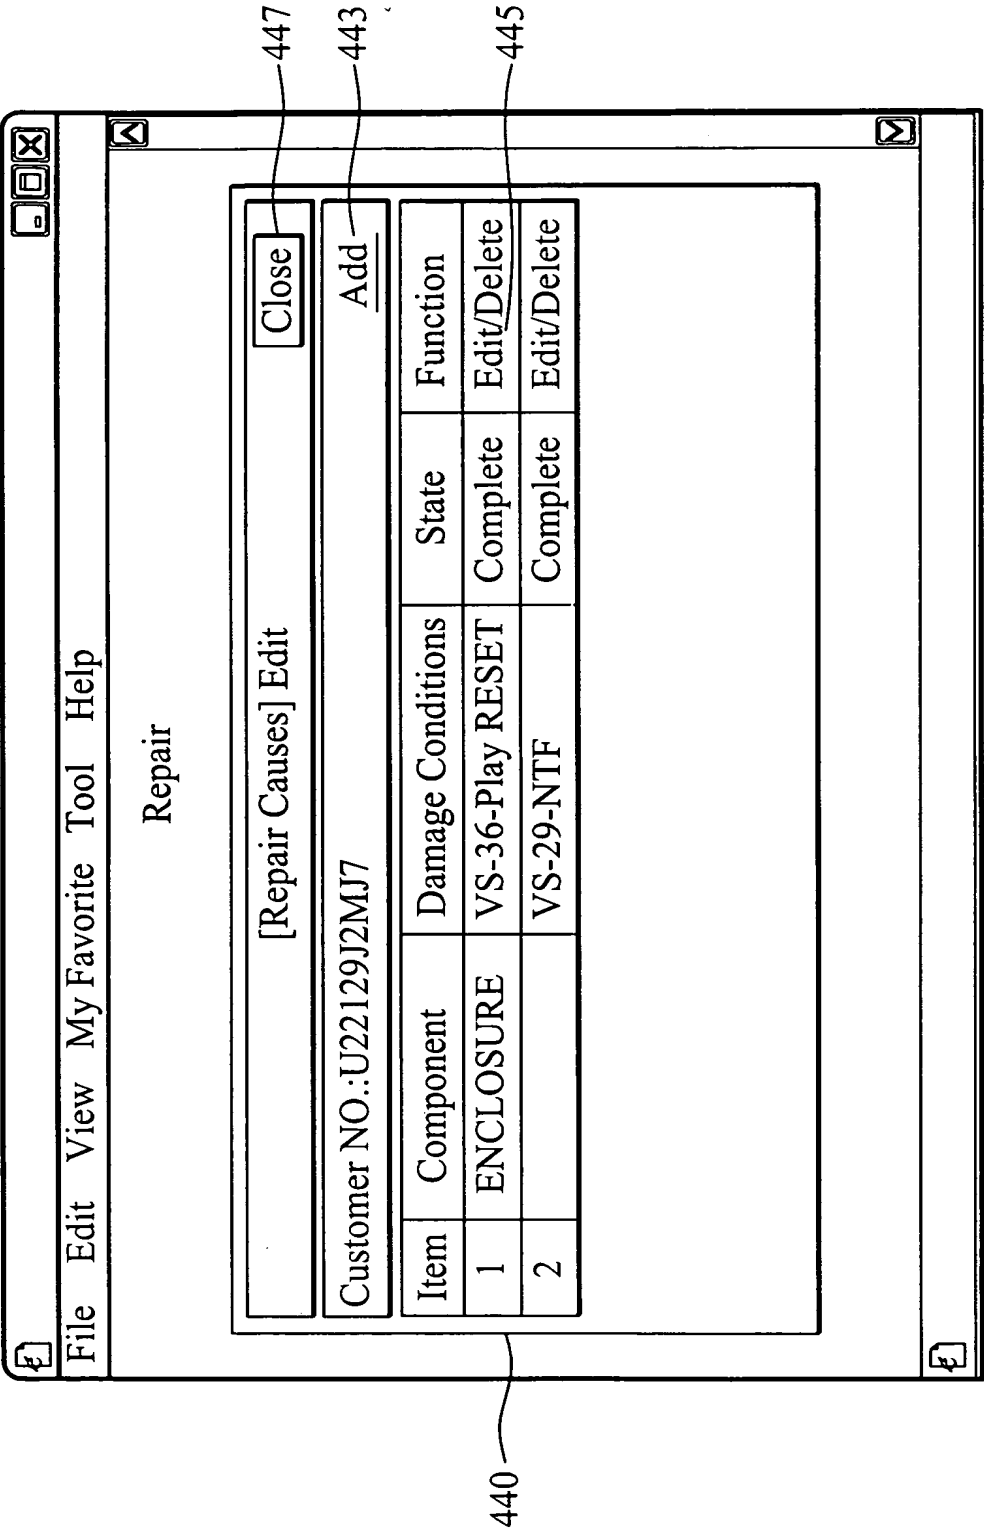 File Edit View My Favorite Tool Help
Repair
[Repair Causes] Edit Close
447
Customer NO.:U22129J2MJ7 Add
443
Item Component Damage Conditions State Function
1 ENCLOSURE VS-36-Play RESET Complete Edit/Delete
445
2 VS-29-NTF Complete Edit/Delete
440